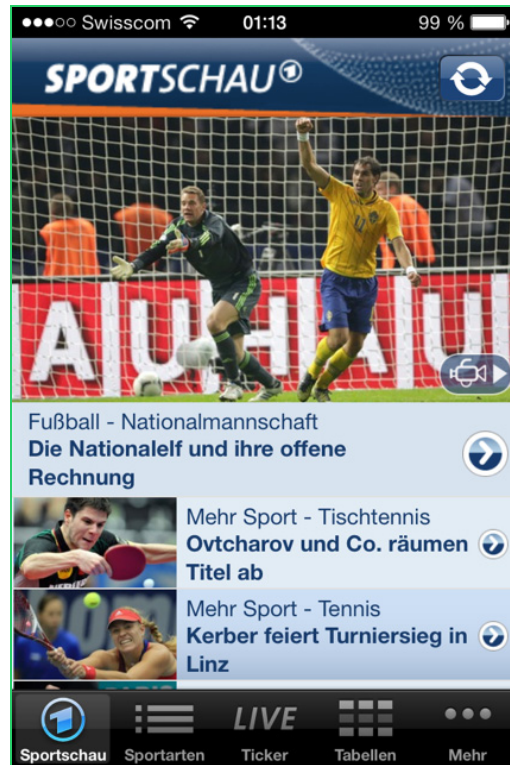 Swisscom 01:13 99 %
SPORTSCHAU
AUHAU
Fußball - Nationalmannschaft
Die Nationalelf und ihre offene
Rechnung
Mehr Sport - Tischtennis
Ovtcharov und Co. räumen
Titel ab
Mehr Sport - Tennis
Kerber feiert Turniersieg in
Linz
LIVE
Sportschau Sportarten Ticker Tabellen Mehr